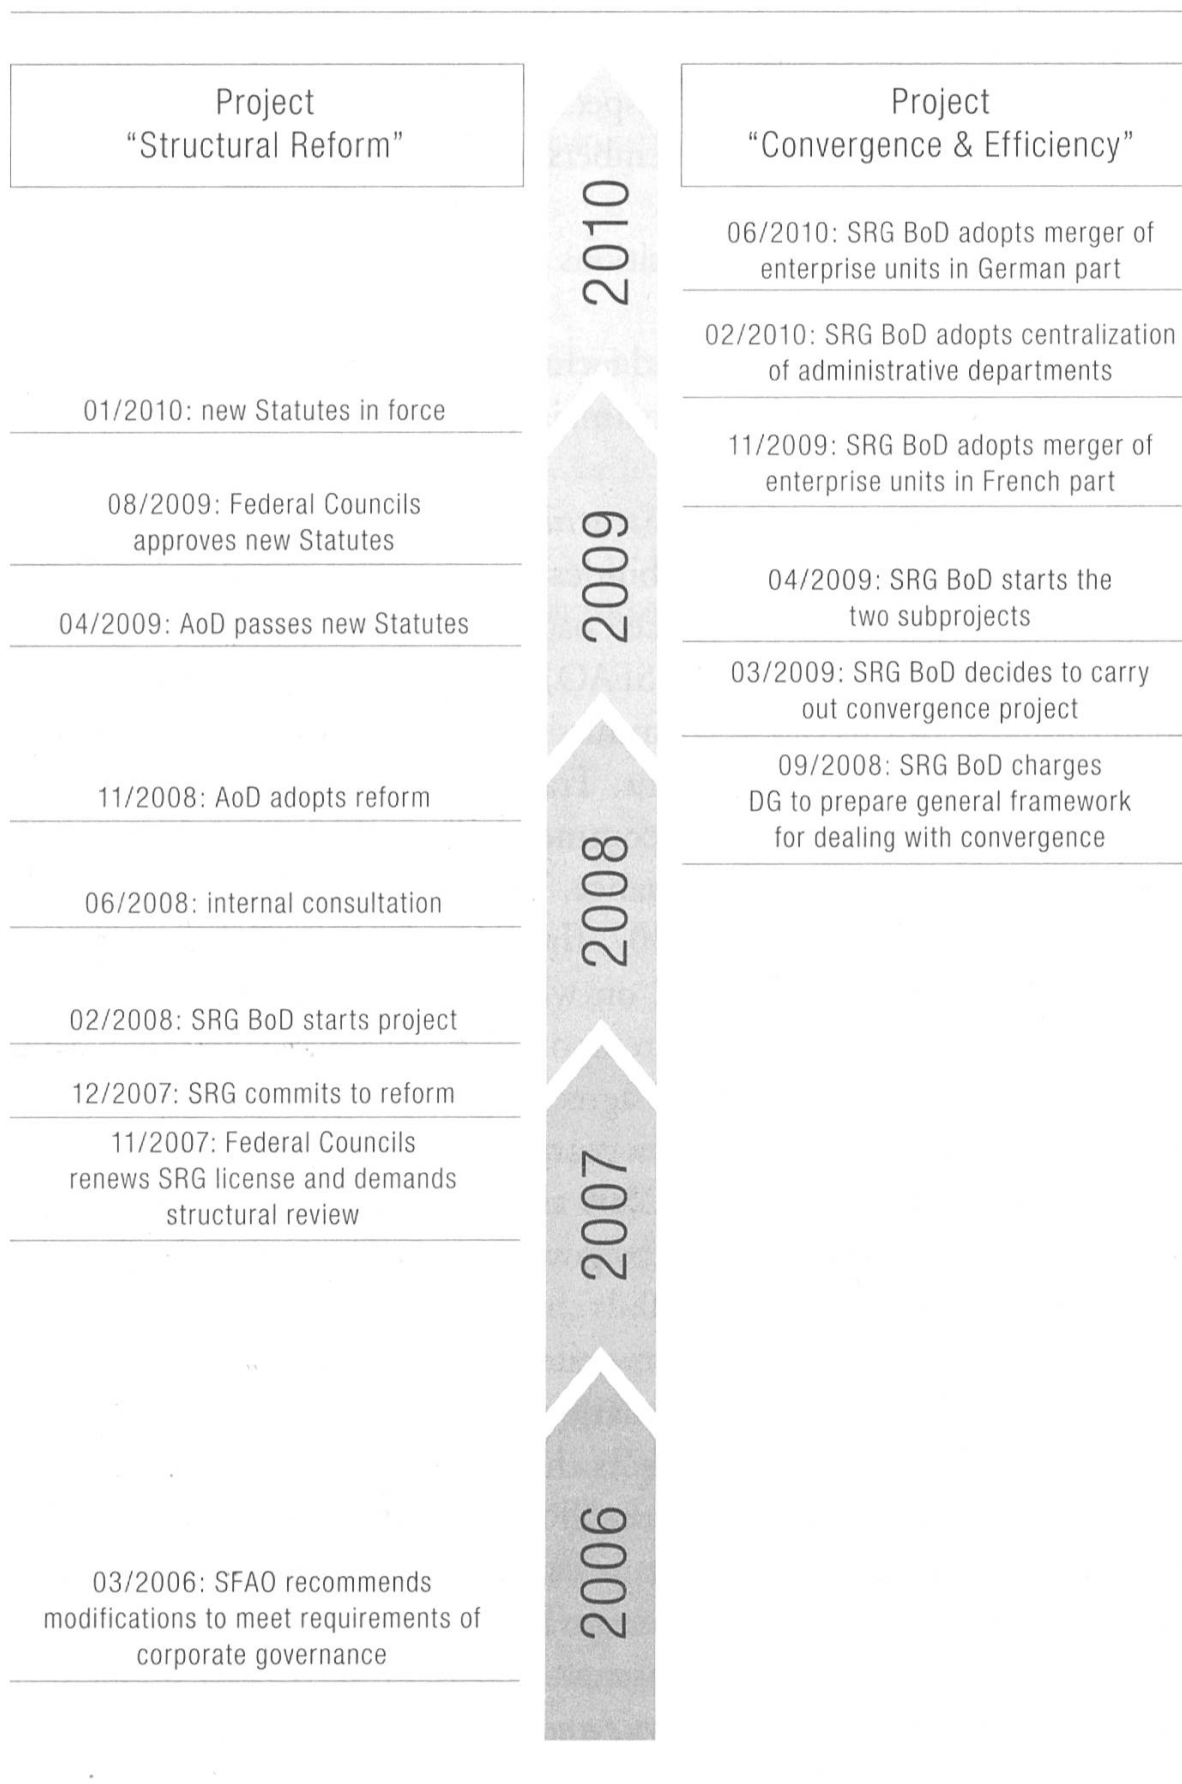 Project
“Structural Reform”
01/2010: new Statutes in force
08/2009: Federal Councils
approves new Statutes
04/2009: AoD passes new Statutes
11/2008: AoD adopts reform
06/2008: internal consultation
02/2008: SRG BoD starts project
12/2007: SRG commits to reform
11/2007: Federal Councils
renews SRG license and demands
structural review
03/2006: SFAO recommends
modifications to meet requirements of
corporate governance
2010
2009
2008
2007
2006
Project
“Convergence & Efficiency”
06/2010: SRG BoD adopts merger of
enterprise units in German part
02/2010: SRG BoD adopts centralization
of administrative departments
11/2009: SRG BoD adopts merger of
enterprise units in French part
04/2009: SRG BoD starts the
two subprojects
03/2009: SRG BoD decides to carry
out convergence project
09/2008: SRG BoD charges
DG to prepare general framework
for dealing with convergence